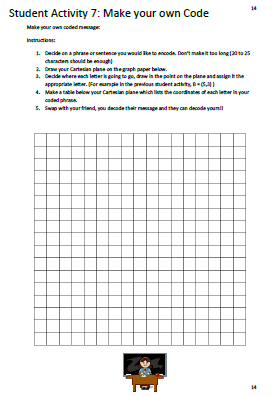 14
Student Activity 7: Make your own Code
Make your own coded message:
Instructions:
1. Decide on a phrase or sentence you would like to encode. Don't make it too long (20 to 25
characters should be enough)
2. Draw your Cartesian plane on the graph paper below.
3. Decide where each letter is going to go, draw in the point on the plane and assign it the
appropriate letter. (For example in the previous student activity, B = (5,3) )
4. Make a table below your Cartesian plane which lists the coordinates of each letter in your
coded phrase.
5. Swap with your friend, you decode their message and they can decode yours!!
14